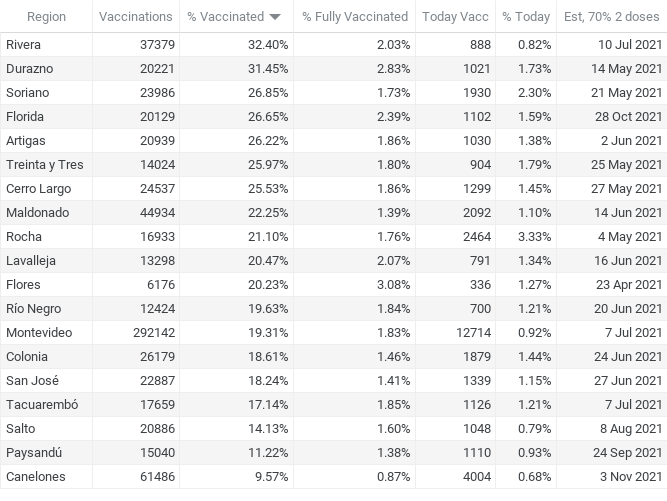 Region Vaccinations % Vaccinated % Fully Vaccinated Today Vacc % Today Est, 70% 2 doses
Rivera 37379 32.40% 2.03% 888 0.82% 10 Jul 2021
Durazno 20221 31.45% 2.83% 1021 1.73% 14 May 2021
Soriano 23986 26.85% 1.73% 1930 2.30% 21 May 2021
Florida 20129 26.65% 2.39% 1102 1.59% 28 Oct 2021
Artigas 20939 26.22% 1.86% 1030 1.38% 2 Jun 2021
Treinta y Tres 14024 25.97% 1.80% 904 1.79% 25 May 2021
Cerro Largo 24537 25.53% 1.86% 1299 1.45% 27 May 2021
Maldonado 44934 22.25% 1.39% 2092 1.10% 14 Jun 2021
Rocha 16933 21.10% 1.76% 2464 3.33% 4 May 2021
Lavalleja 13298 20.47% 2.07% 791 1.34% 16 Jun 2021
Flores 6176 20.23% 3.08% 336 1.27% 23 Apr 2021
Río Negro 12424 19.63% 1.84% 700 1.21% 20 Jun 2021
Montevideo 292142 19.31% 1.83% 12714 0.92% 7 Jul 2021
Colonia 26179 18.61% 1.46% 1879 1.44% 24 Jun 2021
San José 22887 18.24% 1.41% 1339 1.15% 27 Jun 2021
Tacuarembó 17659 17.14% 1.85% 1126 1.21% 7 Jul 2021
Salto 20886 14.13% 1.60% 1048 0.79% 8 Aug 2021
Paysandú 15040 11.22% 1.38% 1110 0.93% 24 Sep 2021
Canelones 61486 9.57% 0.87% 4004 0.68% 3 Nov 2021